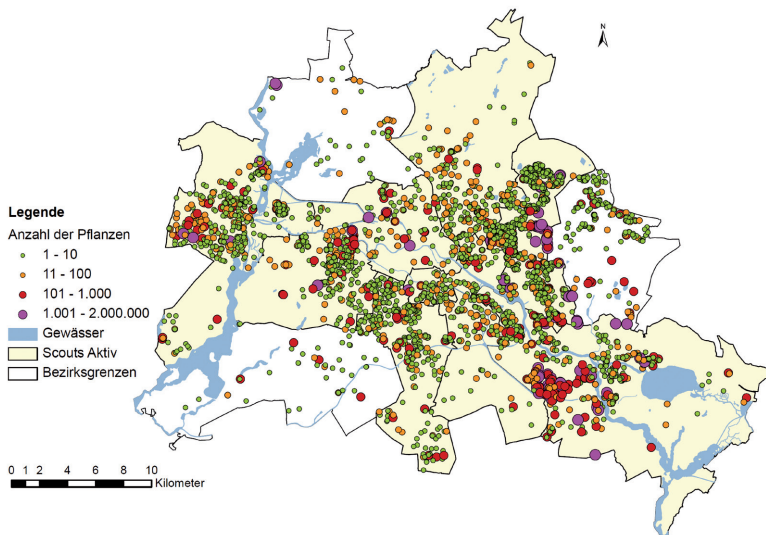 N
Legende
Anzahl der Pflanzen
1 - 10
11 - 100
101 - 1.000
1.001 - 2.000.000
Gewässer
Scouts Aktiv
Bezirksgrenzen
0 1 2 4 6 8 10
Kilometer